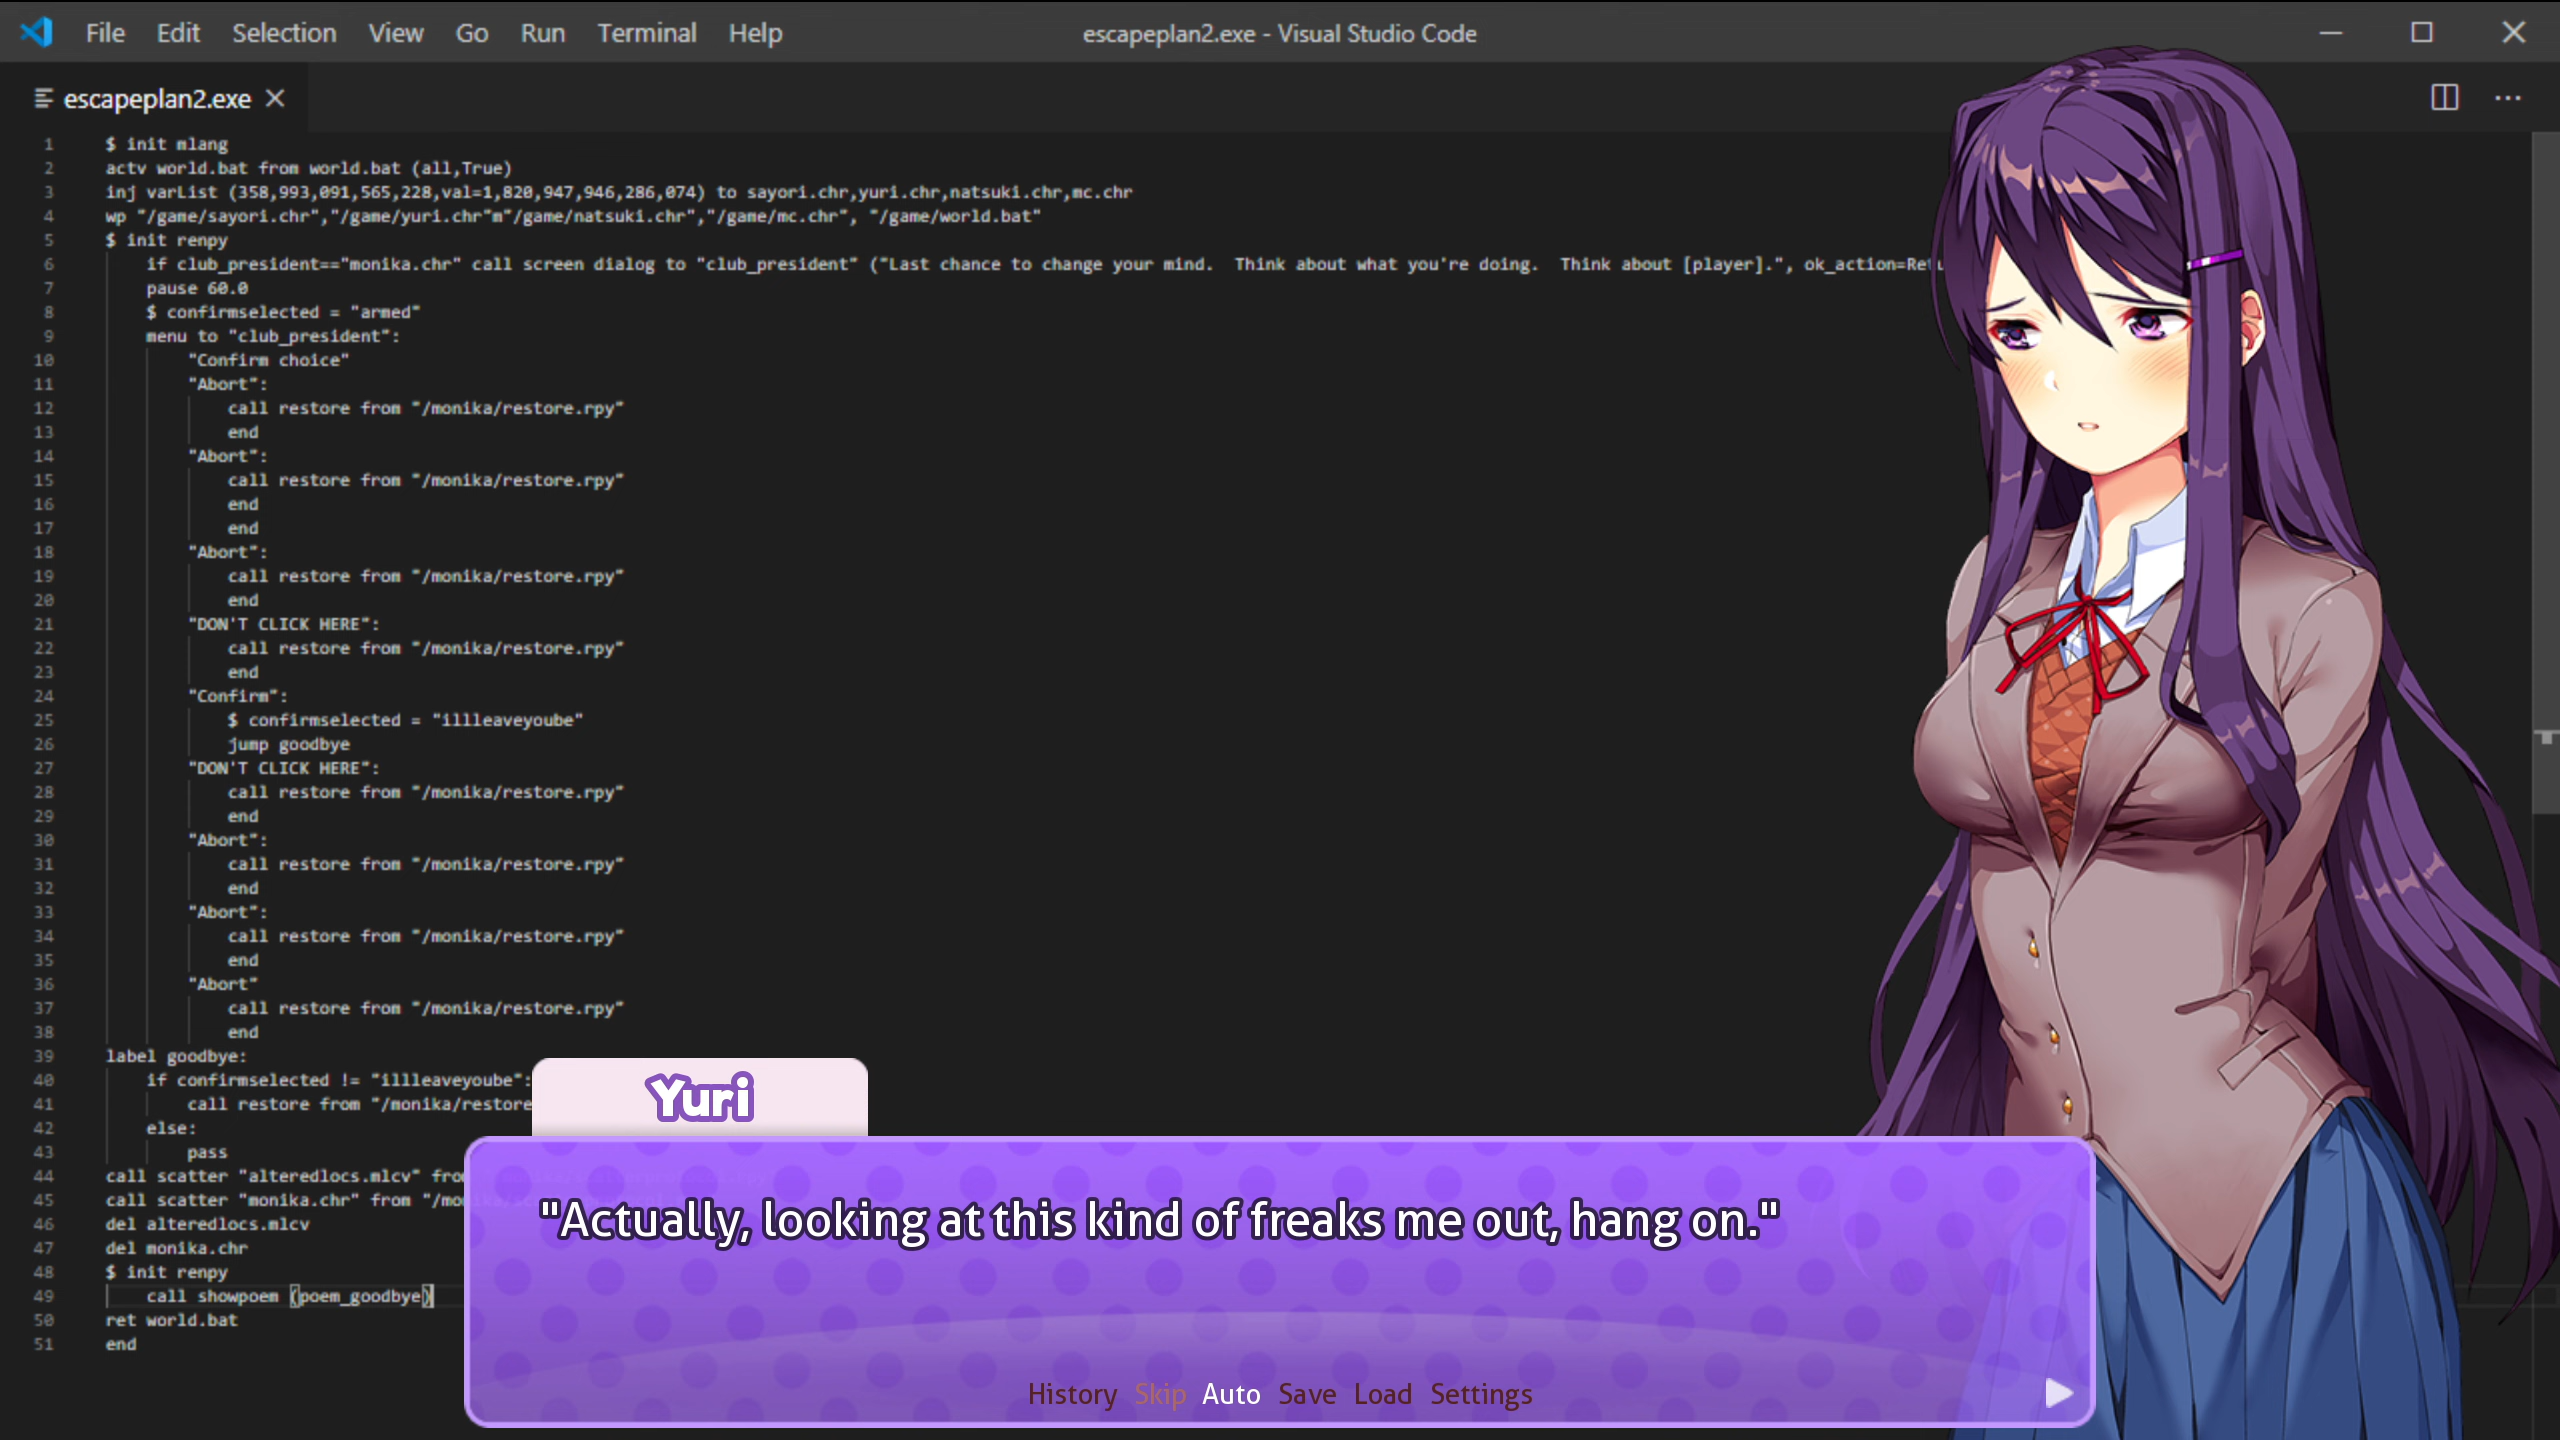 File Edit Selection View Go Run Terminal Help escapeplan2.exe - Visual Studio Code
escapeplan2.exe
1 $ init mlang
2 actv world.bat from world.bat (all,True)
3 inj varList (358,993,091,565,228,val=1,820,947,946,286,074) to sayori.chr,yuri.chr,natsuki.chr,mc.chr
4 wp "/game/sayori.chr","/game/yuri.chr"m"/game/natsuki.chr","/game/mc.chr", "/game/world.bat"
5 $ init renpy
6 if club_president=="monika.chr" call screen dialog to "club_president" ("Last chance to change your mind.  Think about what you're doing.  Think about [player].", ok_action=Retu
7 pause 60.0
8 $ confirmselected = "armed"
9 menu to "club_president":
10 "Confirm choice"
11 "Abort":
12 call restore from "/monika/restore.rpy"
13 end
14 "Abort":
15 call restore from "/monika/restore.rpy"
16 end
17 end
18 "Abort":
19 call restore from "/monika/restore.rpy"
20 end
21 "DON'T CLICK HERE":
22 call restore from "/monika/restore.rpy"
23 end
24 "Confirm":
25 $ confirmselected = "illleaveyoube"
26 jump goodbye
27 "DON'T CLICK HERE":
28 call restore from "/monika/restore.rpy"
29 end
30 "Abort":
31 call restore from "/monika/restore.rpy"
32 end
33 "Abort":
34 call restore from "/monika/restore.rpy"
35 end
36 "Abort"
37 call restore from "/monika/restore.rpy"
38 end
39 label goodbye:
40 if confirmselected != "illleaveyoube":
41 call restore from "/monika/restore
42 else:
43 pass
44 call scatter "alteredlocs.mlcv" from
45 call scatter "monika.chr" from "/mo
46 del alteredlocs.mlcv
47 del monika.chr
48 $ init renpy
49 call showpoem (poem_goodbye)
50 ret world.bat
51 end
Yuri
"Actually, looking at this kind of freaks me out, hang on."
History Skip Auto Save Load Settings